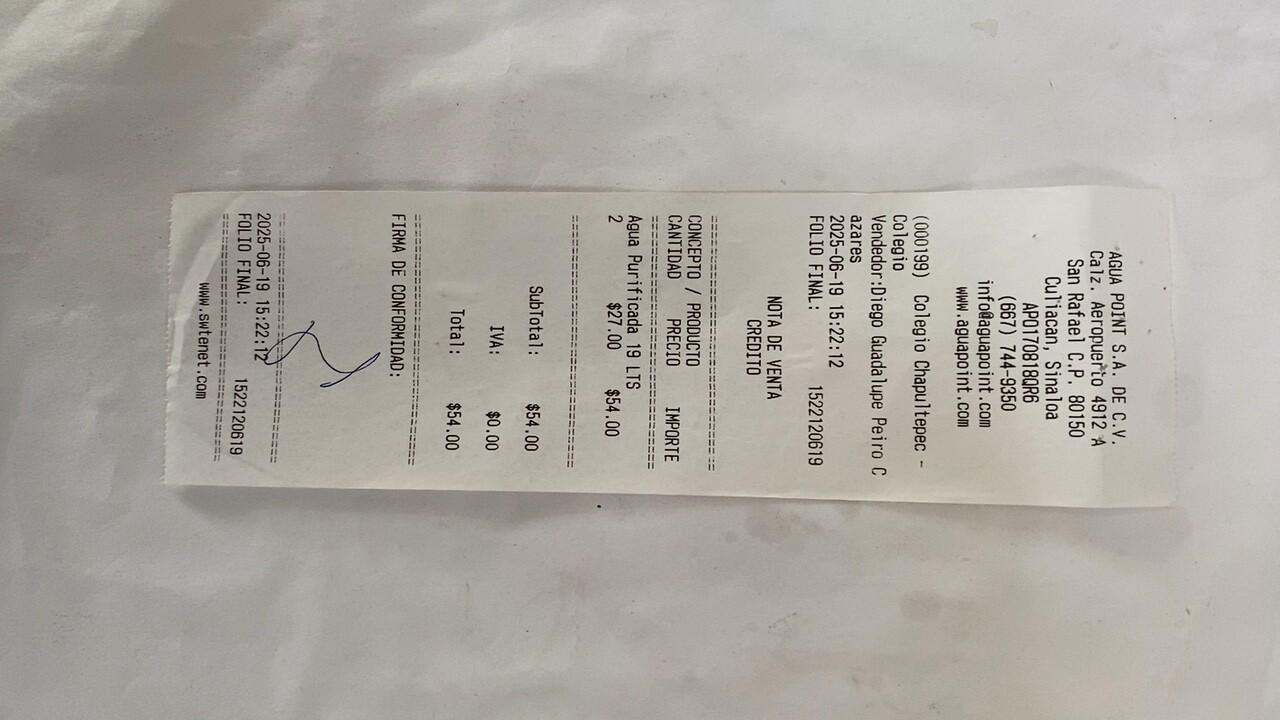 AGUA POINT S.A. DE C.V.
Calz. Aeropuerto 4912 A
San Rafael C.P. 80150
Culiacan, Sinaloa
APO170818QR6
(667) 744-9350
info@aguapoint.com
www.aguapoint.com
(000199) Colegio Chapultepec -
Colegio
Vendedor:Diego Guadalupe Peiro C
azares
2025-06-19 15:22:12
FOLIO FINAL: 1522120619
NOTA DE VENTA
CREDITO
================================
CONCEPTO / PRODUCTO
CANTIDAD PRECIO IMPORTE
================================
Agua Purificada 19 LTS
2 $27.00 $54.00
================================
SubTotal: $54.00
IVA: $0.00
Total: $54.00
================================
FIRMA DE CONFORMIDAD:
================================
2025-06-19 15:22:12
FOLIO FINAL: 1522120619
================================
www.swtenet.com